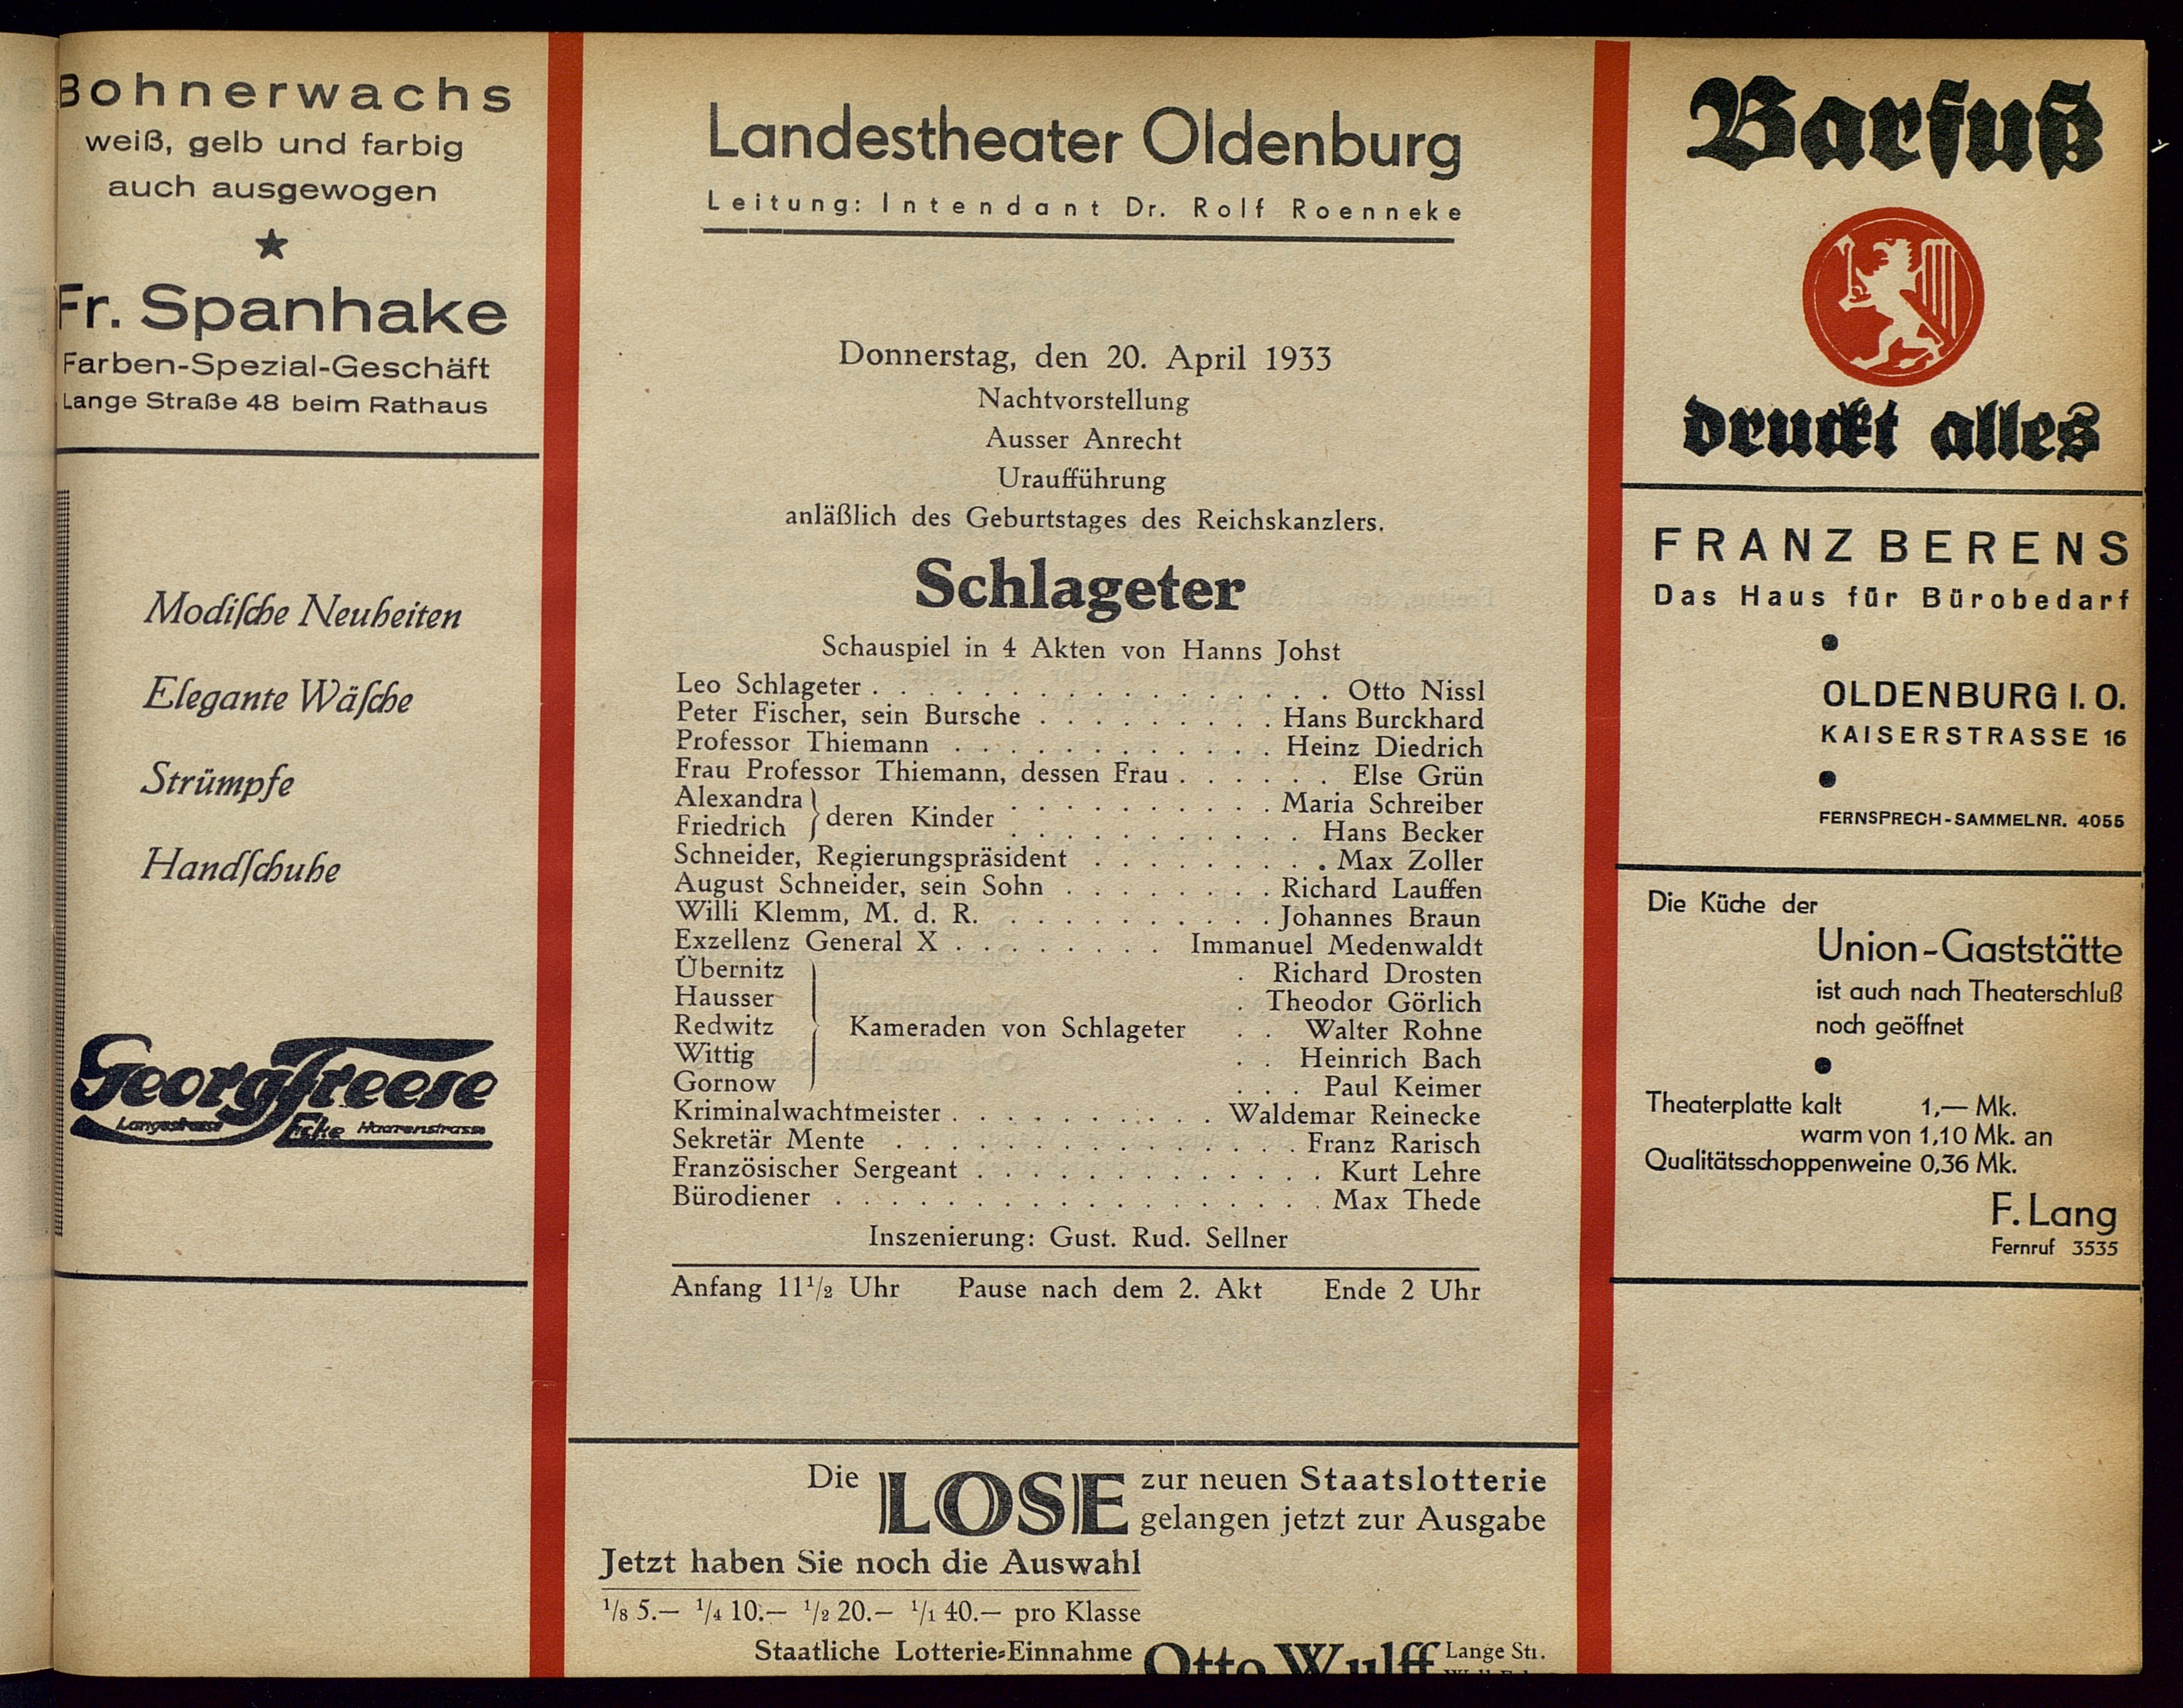 Bohnerwachs
weiß, gelb und farbig
auch ausgewogen
Fr. Spanhake
Farben-Spezial-Geschäft
Lange Straße 48 beim Rathaus
Modische Neuheiten
Elegante Wäsche
Strümpfe
Handschuhe
Georg Freese
Langestrasse Ecke Haarenstrasse
Landestheater Oldenburg
Leitung: Intendant Dr. Rolf Roenneke
Donnerstag, den 20. April 1933
Nachtvorstellung
Ausser Anrecht
Uraufführung
anläßlich des Geburtstages des Reichskanzlers.
Schlageter
Schauspiel in 4 Akten von Hanns Johst
Leo Schlageter . . . . . . . . . . . . . . . . . Otto Nissl
Peter Fischer, sein Bursche . . . . . . . . . Hans Burckhard
Professor Thiemann . . . . . . . . . . . . Heinz Diedrich
Frau Professor Thiemann, dessen Frau . . . . . . Else Grün
Alexandra } deren Kinder . . . . . . . . . . Maria Schreiber
Friedrich } . . . . . . . . . . . Hans Becker
Schneider, Regierungspräsident . . . . . . . . . Max Zoller
August Schneider, sein Sohn . . . . . . . . Richard Lauffen
Willi Klemm, M. d. R. . . . . . . . . . . Johannes Braun
Exzellenz General X . . . . . . . . Immanuel Medenwaldt
Übernitz . Richard Drosten
Hausser . Theodor Görlich
Redwitz } Kameraden von Schlageter . . Walter Rohne
Wittig . . Heinrich Bach
Gornow . . . Paul Keimer
Kriminalwachtmeister . . . . . . . . . . Waldemar Reinecke
Sekretär Mente . . . . . . . . . . . . . . . Franz Rarisch
Französischer Sergeant . . . . . . . . . . . . . Kurt Lehre
Bürodiener . . . . . . . . . . . . . . . . . . Max Thede
Inszenierung: Gust. Rud. Sellner
Anfang 11¹/₂ Uhr Pause nach dem 2. Akt Ende 2 Uhr
Die LOSE zur neuen Staatslotterie
gelangen jetzt zur Ausgabe
Jetzt haben Sie noch die Auswahl
¹/₈ 5.— ¹/₄ 10.— ¹/₂ 20.— ¹/₁ 40.— pro Klasse
Staatliche Lotterie-Einnahme Otto Wulff Lange Str.
Barfuß
druckt alles
FRANZ BERENS
Das Haus für Bürobedarf
OLDENBURG I. O.
KAISERSTRASSE 16
FERNSPRECH-SAMMELNR. 4055
Die Küche der
Union-Gaststätte
ist auch nach Theaterschluß
noch geöffnet
Theaterplatte kalt 1,— Mk.
warm von 1,10 Mk. an
Qualitätsschoppenweine 0,36 Mk.
F. Lang
Fernruf 3535